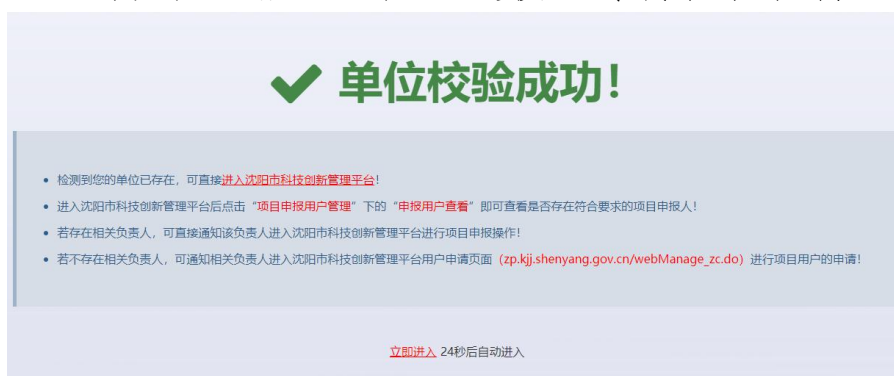 ✔ 单位校验成功!
• 检测到您的单位已存在，可直接进入沈阳市科技创新管理平台!
• 进入沈阳市科技创新管理平台后点击“项目申报用户管理”下的“申报用户查看”即可查看是否存在符合要求的项目申报人!
• 若存在相关负责人，可直接通知该负责人进入沈阳市科技创新管理平台进行项目申报操作!
• 若不存在相关负责人，可通知相关负责人进入沈阳市科技创新管理平台用户申请页面（zp.kjj.shenyang.gov.cn/webManage_zc.do）进行项目用户的申请!
立即进入 24秒后自动进入